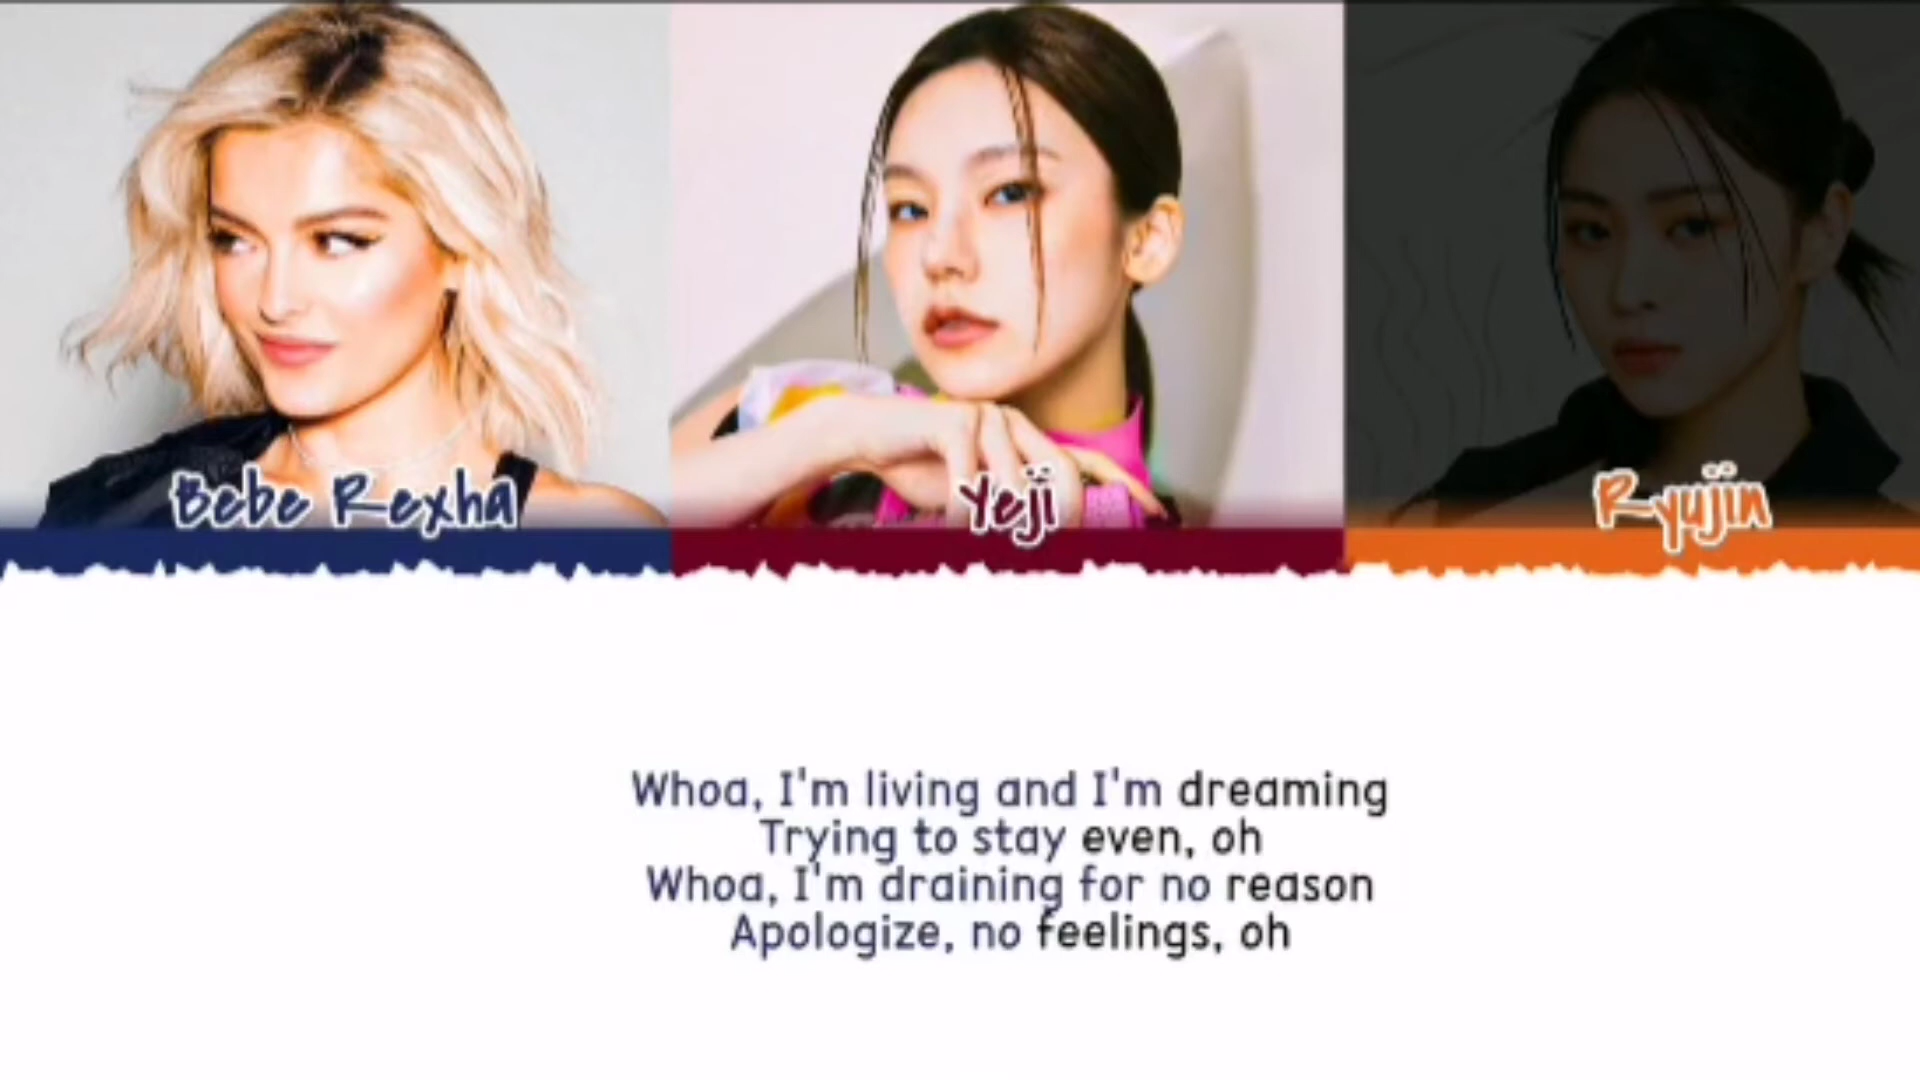 Bebe Rexha
Yeji
Ryujin
Whoa, I'm living and I'm dreaming
Trying to stay even, oh
Whoa, I'm draining for no reason
Apologize, no feelings, oh